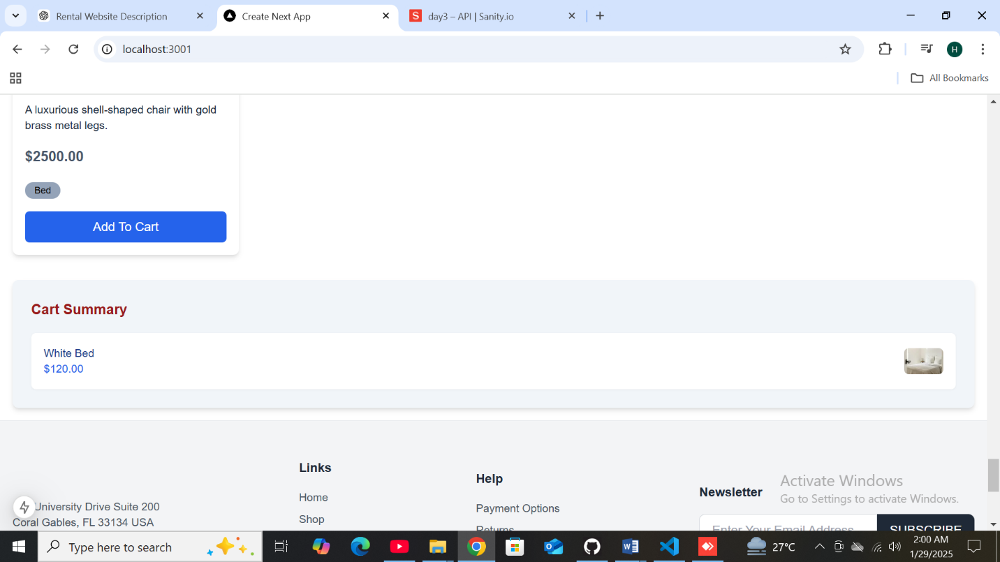 Rental Website Description
Create Next App
S
day3 – API | Sanity.io
localhost:3001
H
All Bookmarks
A luxurious shell-shaped chair with gold
brass metal legs.
$2500.00
Bed
Add To Cart
Cart Summary
White Bed
$120.00
Links
Home
Shop
University Drive Suite 200
Coral Gables, FL 33134 USA
Help
Payment Options
Returns
Newsletter
Enter Your Email Address
SUBSCRIBE
Activate Windows
Go to Settings to activate Windows.
Type here to search
27°C
2:00 AM
1/29/2025